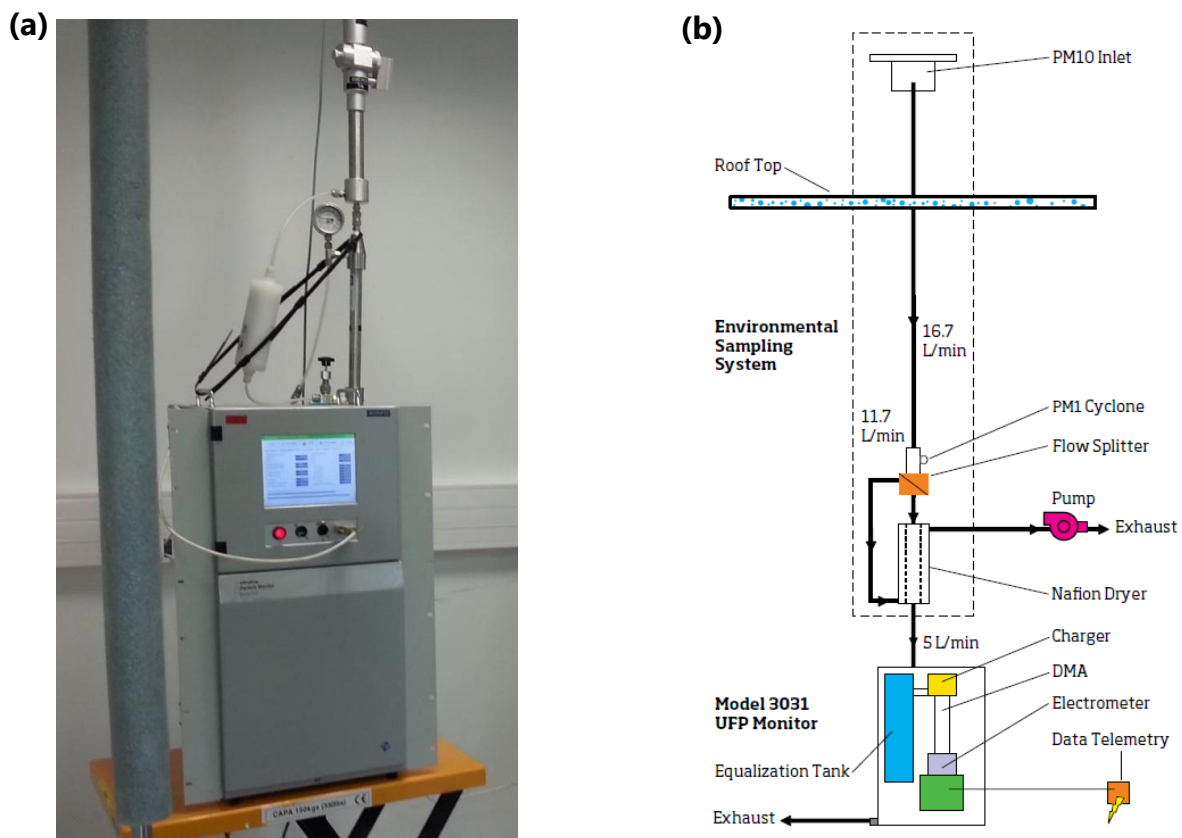 (a)
CAPA 150kgs (330lbs) CE
(b)
PM10 Inlet
Roof Top
Environmental
Sampling
System
16.7
L/min
11.7
L/min
PM1 Cyclone
Flow Splitter
Pump
Exhaust
Nafion Dryer
5 L/min
Charger
DMA
Model 3031
UFP Monitor
Electrometer
Data Telemetry
Equalization Tank
Exhaust